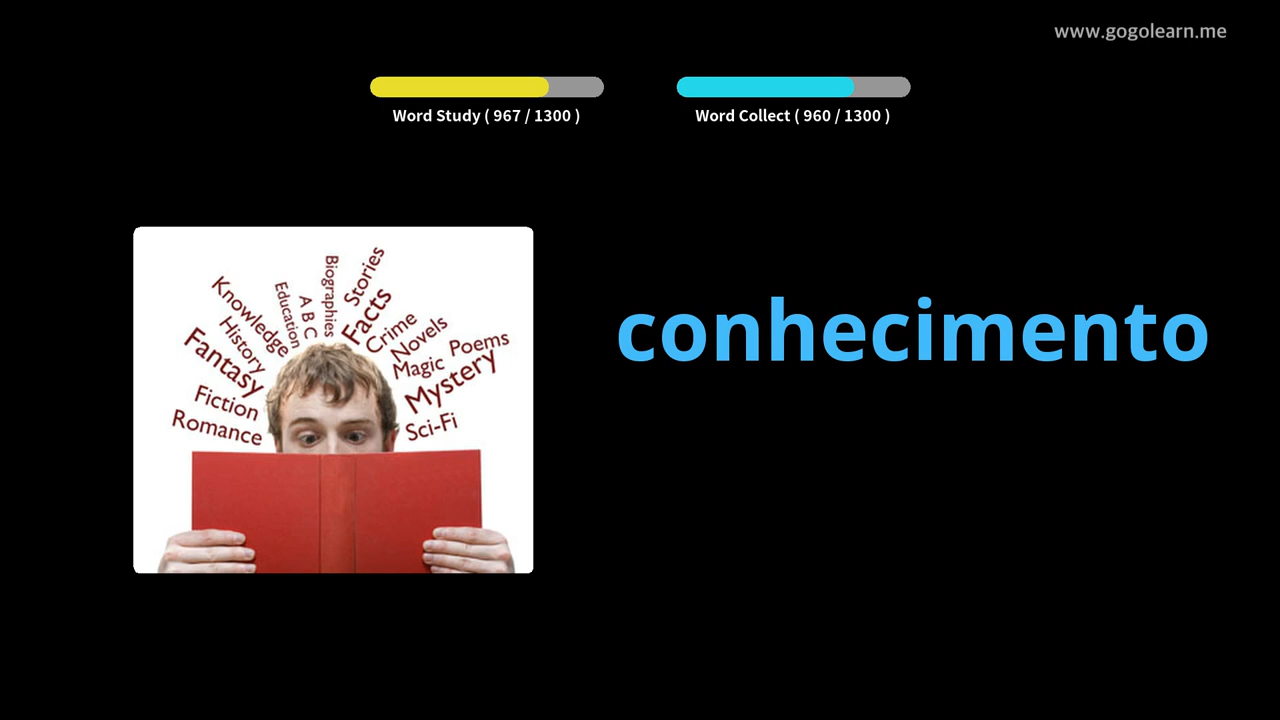 www.gogolearn.me
Word Study ( 967 / 1300 )
Word Collect ( 960 / 1300 )
Knowledge
Education
A B C
Biographies
Stories
Facts
Crime
Novels
Poems
Magic
Mystery
Sci-Fi
History
Fantasy
Fiction
Romance
conhecimento